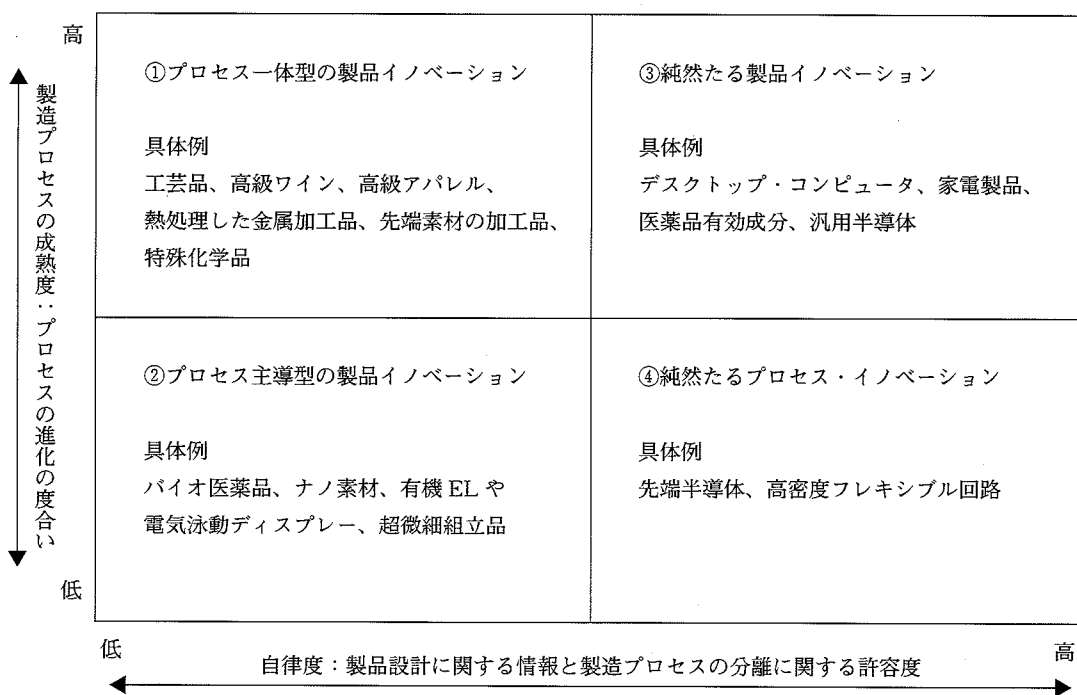 高
製造プロセスの成熟度：プロセスの進化の度合い
低
①プロセス一体型の製品イノベーション
具体例
工芸品、高級ワイン、高級アパレル、
熱処理した金属加工品、先端素材の加工品、
特殊化学品
③純然たる製品イノベーション
具体例
デスクトップ・コンピュータ、家電製品、
医薬品有効成分、汎用半導体
②プロセス主導型の製品イノベーション
具体例
バイオ医薬品、ナノ素材、有機 EL や
電気泳動ディスプレー、超微細組立品
④純然たるプロセス・イノベーション
具体例
先端半導体、高密度フレキシブル回路
低
自律度：製品設計に関する情報と製造プロセスの分離に関する許容度
高